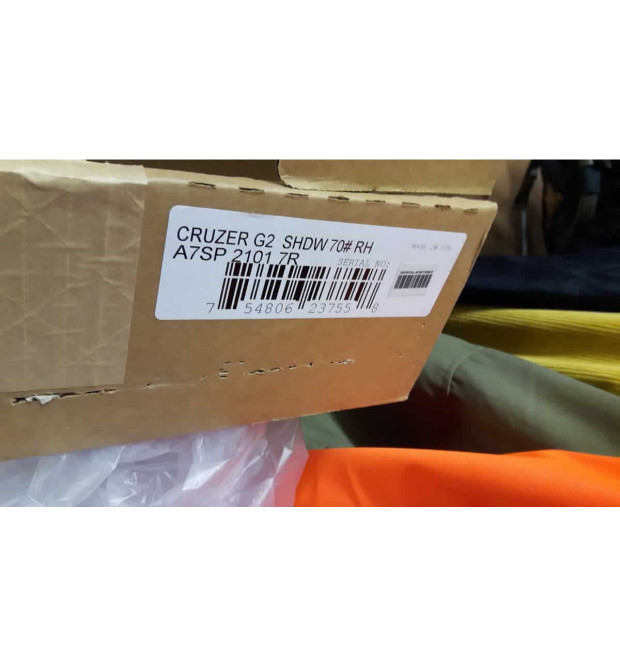 CRUZER G2 SHDW 70# RH
A7SP 2101 7R
SERIAL NO:
7 54806 23755 8